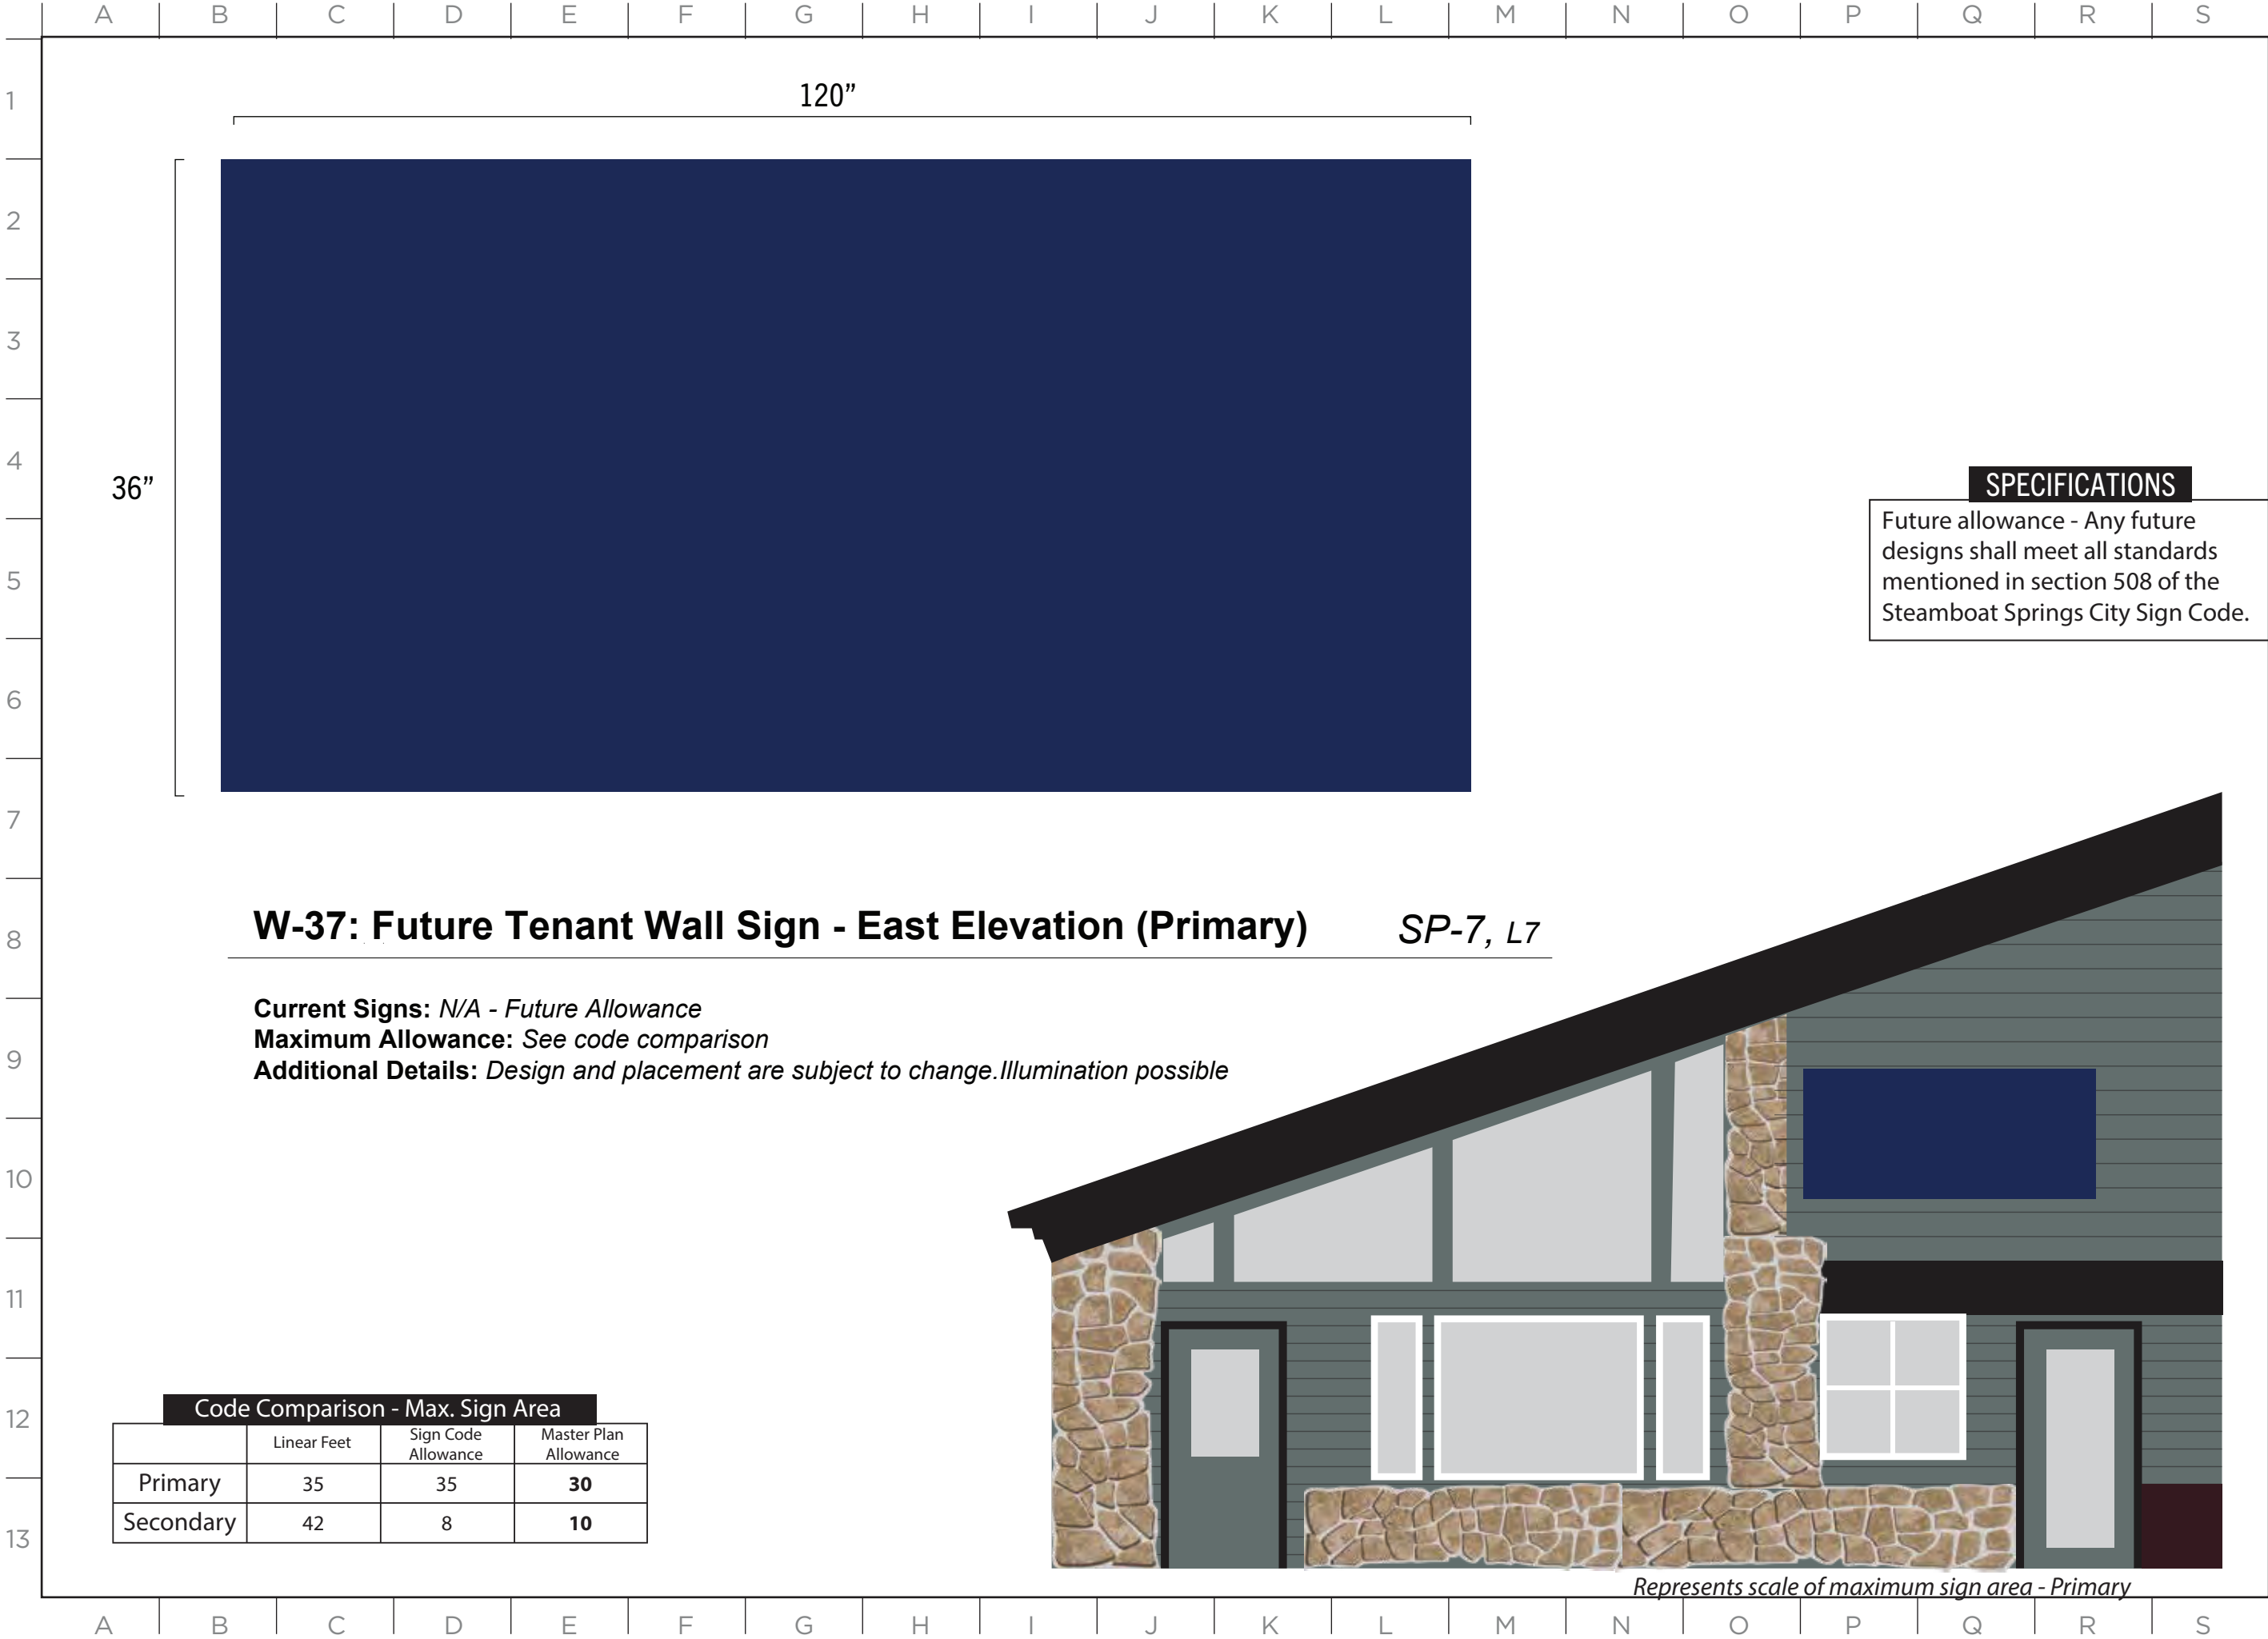 A B C D E F G H I J K L M N O P Q R S
1
120”
2
3
4
36”
SPECIFICATIONS
Future allowance - Any future
designs shall meet all standards
mentioned in section 508 of the
Steamboat Springs City Sign Code.
5
6
7
8
W-37: Future Tenant Wall Sign - East Elevation (Primary) SP-7, L7
Current Signs: N/A - Future Allowance
Maximum Allowance: See code comparison
9
Additional Details: Design and placement are subject to change.Illumination possible
10
11
12
Code Comparison - Max. Sign Area
Linear Feet Sign Code Allowance Master Plan Allowance
Primary 35 35 30
Secondary 42 8 10
13
Represents scale of maximum sign area - Primary
A B C D E F G H I J K L M N O P Q R S